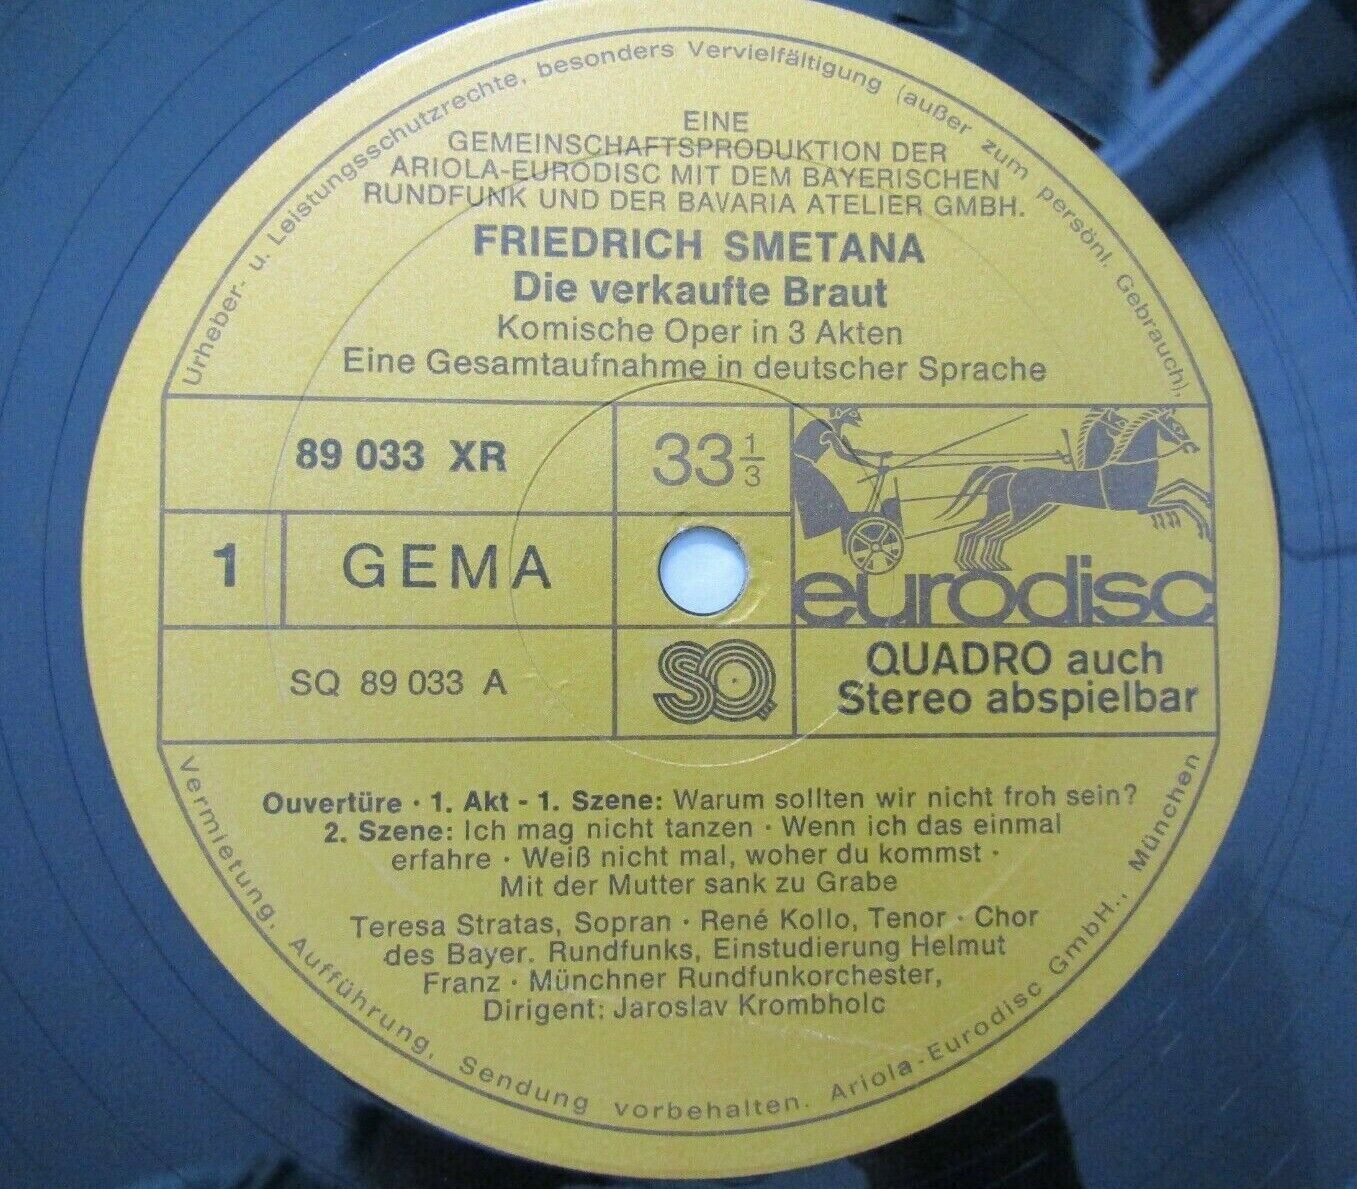 Urheber- u. Leistungsschutzrechte, besonders Vervielfältigung (außer zum persönl. Gebrauch),
EINE
GEMEINSCHAFTSPRODUKTION DER
ARIOLA-EURODISC MIT DEM BAYERISCHEN
RUNDFUNK UND DER BAVARIA ATELIER GMBH.
FRIEDRICH SMETANA
Die verkaufte Braut
Komische Oper in 3 Akten
Eine Gesamtaufnahme in deutscher Sprache
89 033 XR
33 1/3
1
GEMA
eurodisc
SQ 89 033 A
SQ
QUADRO auch
Stereo abspielbar
Ouvertüre · 1. Akt - 1. Szene: Warum sollten wir nicht froh sein?
2. Szene: Ich mag nicht tanzen · Wenn ich das einmal
erfahre · Weiß nicht mal, woher du kommst ·
Mit der Mutter sank zu Grabe
Teresa Stratas, Sopran · René Kollo, Tenor · Chor
des Bayer. Rundfunks, Einstudierung Helmut
Franz · Münchner Rundfunkorchester,
Dirigent: Jaroslav Krombholc
Vermietung, Aufführung, Sendung vorbehalten. Ariola-Eurodisc GmbH., München